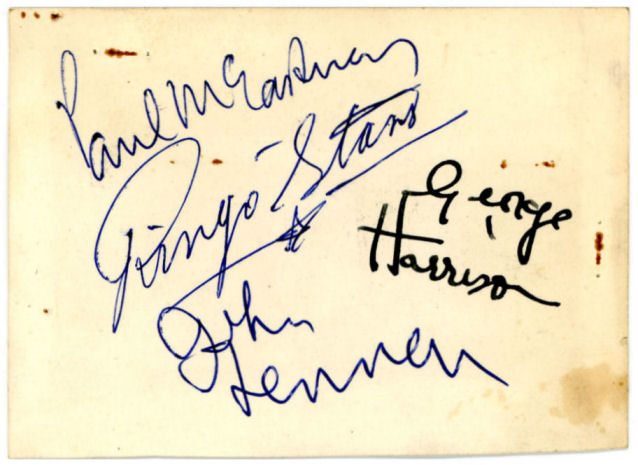 Paul McCartney
Ringo Starr
George
Harrison
John
Lennon